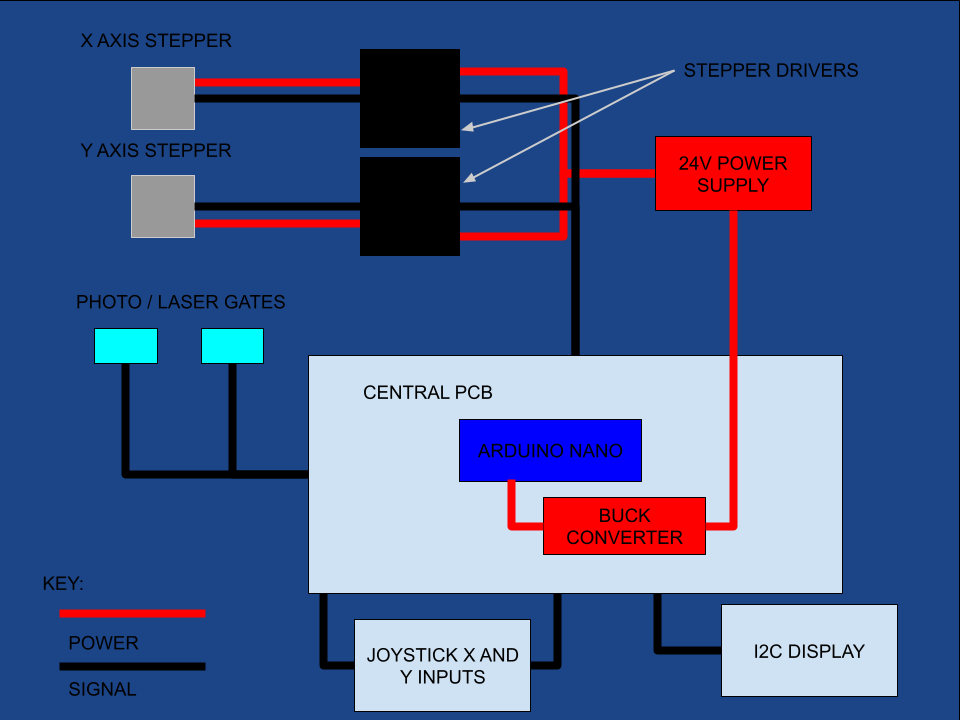 X AXIS STEPPER
STEPPER DRIVERS
Y AXIS STEPPER
24V POWER
SUPPLY
PHOTO / LASER GATES
CENTRAL PCB
ARDUINO NANO
BUCK
CONVERTER
KEY:
POWER
SIGNAL
JOYSTICK X AND
Y INPUTS
I2C DISPLAY